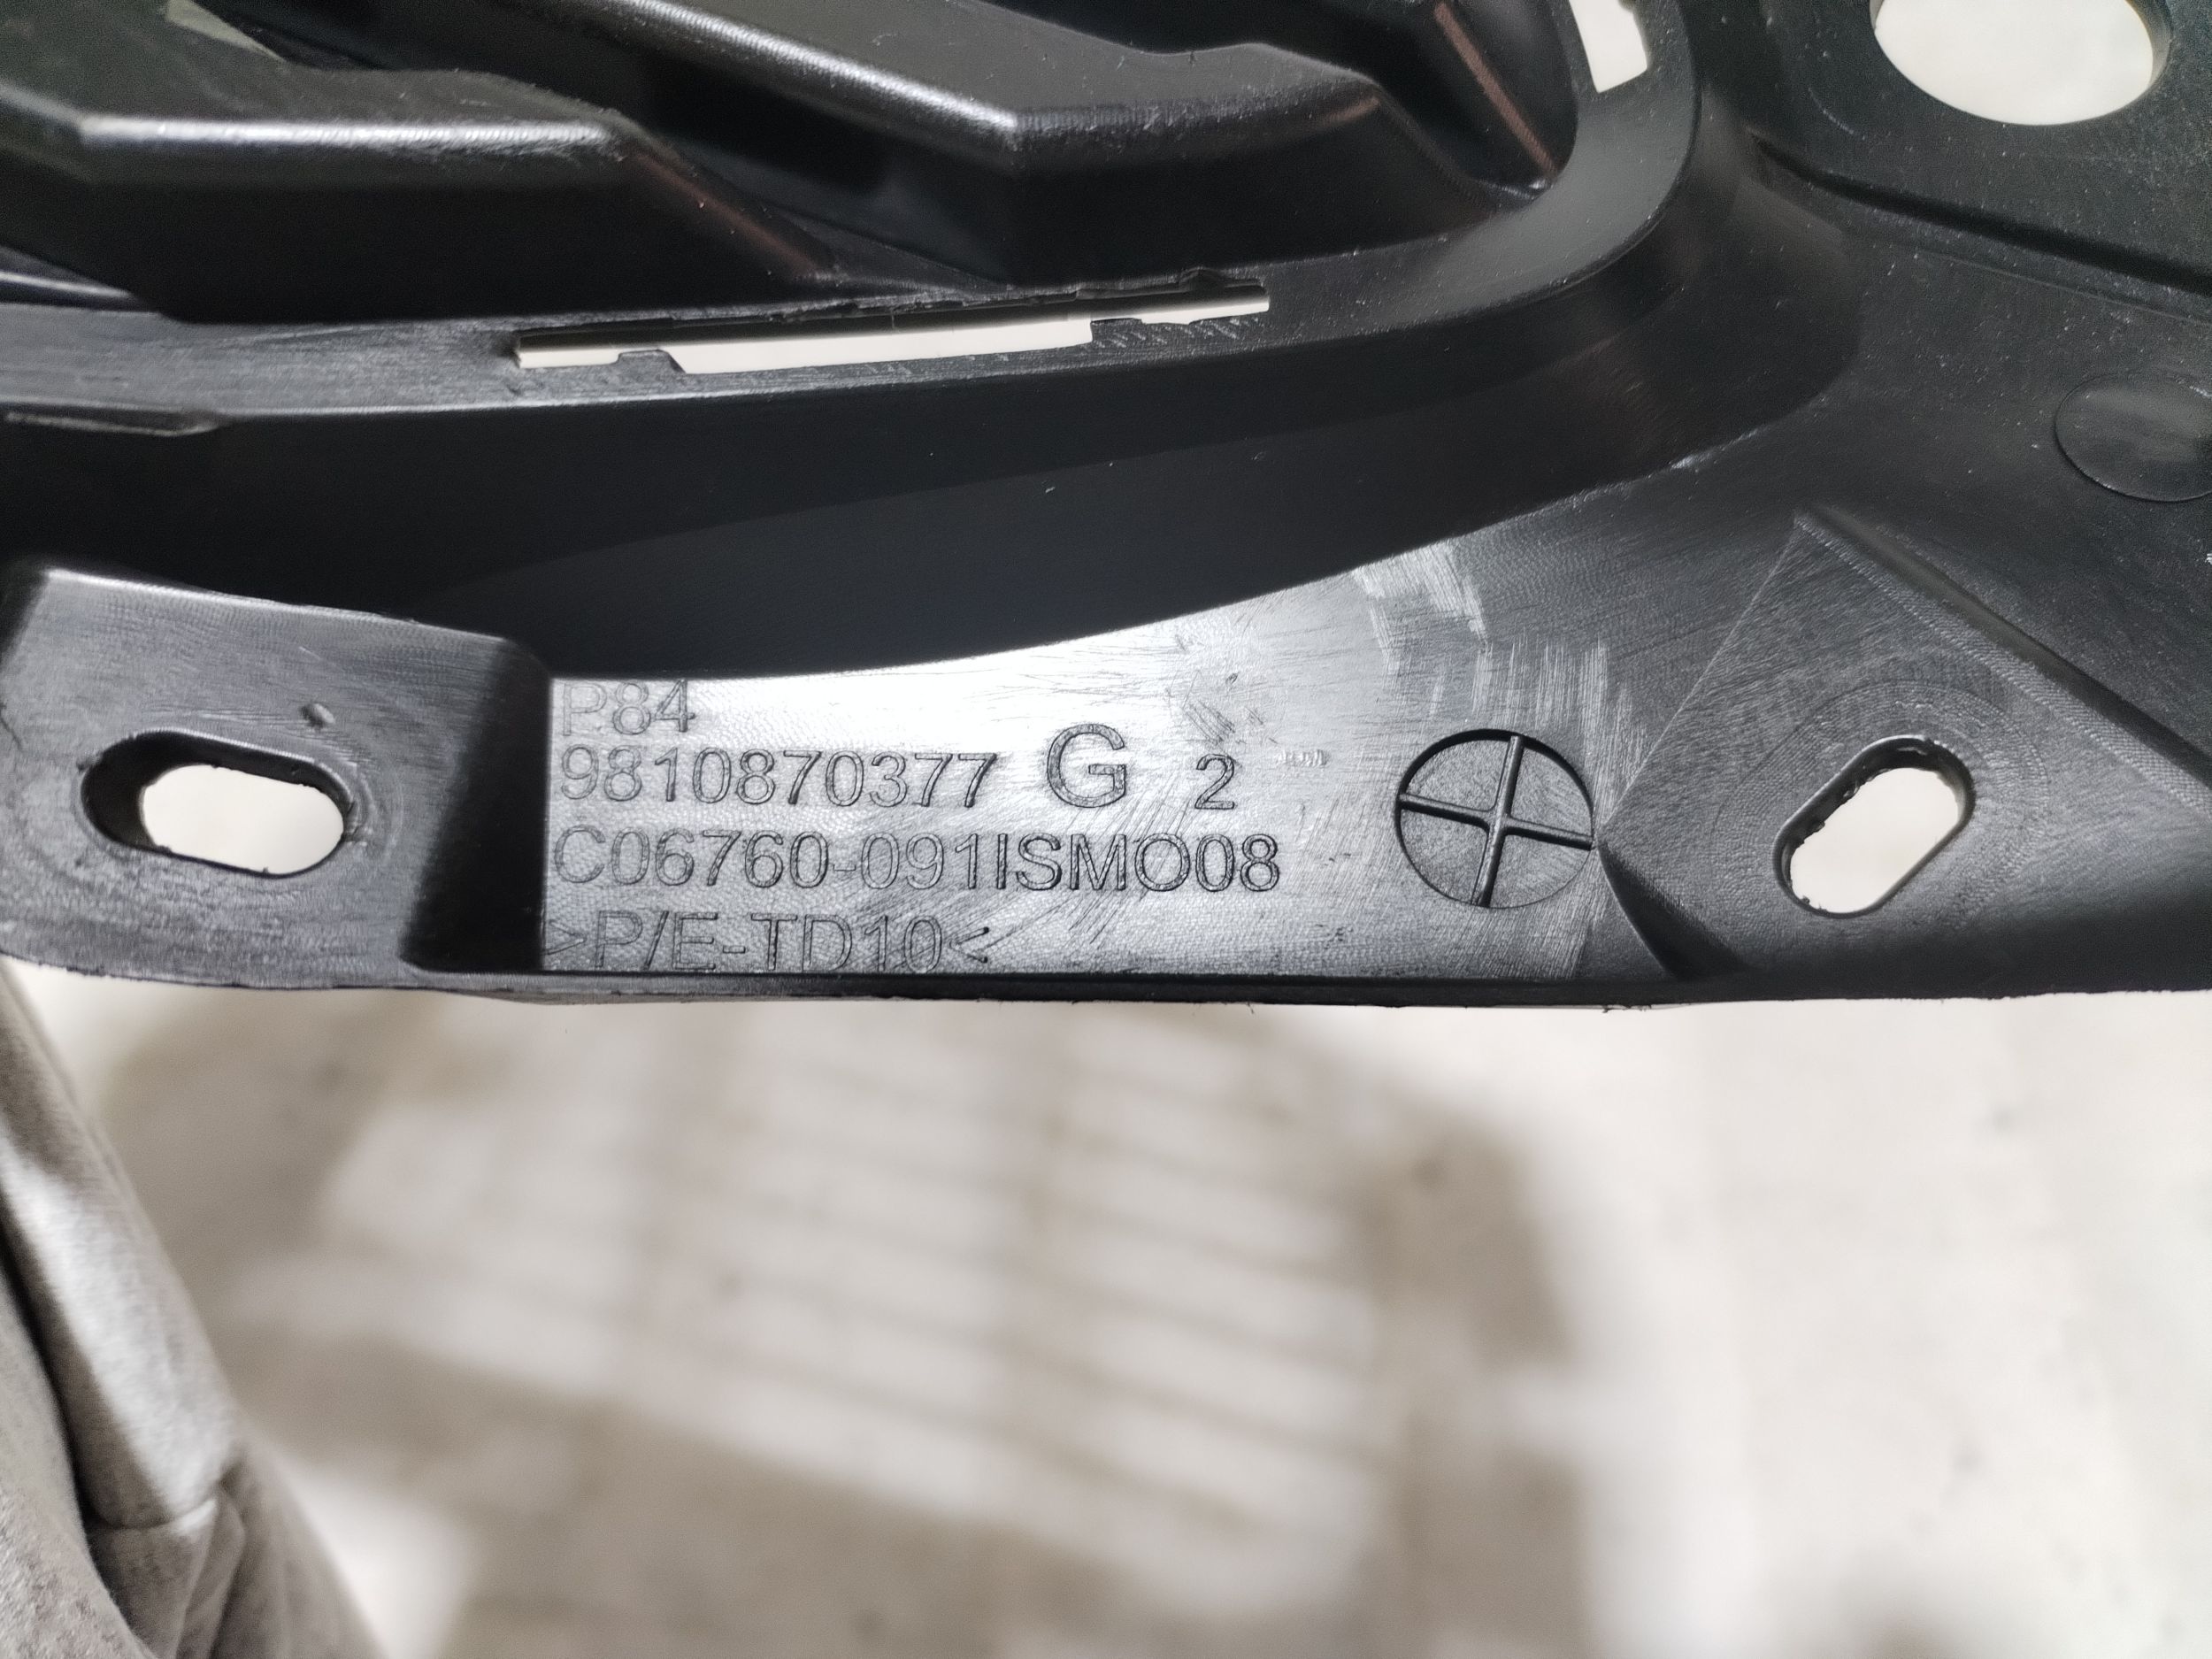 P84
9810870377 G 2
C06760-091ISMO08
>P/E-TD10<